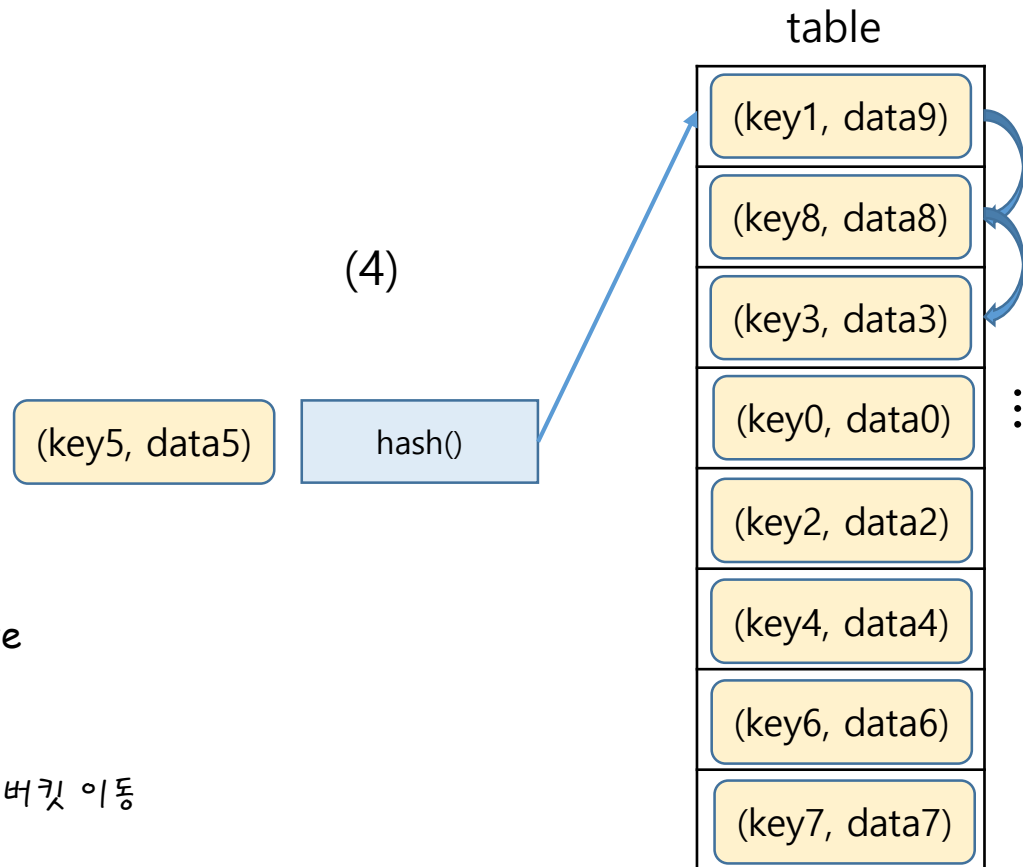 table
(key1, data9)
(key8, data8)
(4)
(key3, data3)
(key0, data0)
⋮
(key5, data5)
hash()
(key2, data2)
(key4, data4)
e
(key6, data6)
버킷 이동
(key7, data7)